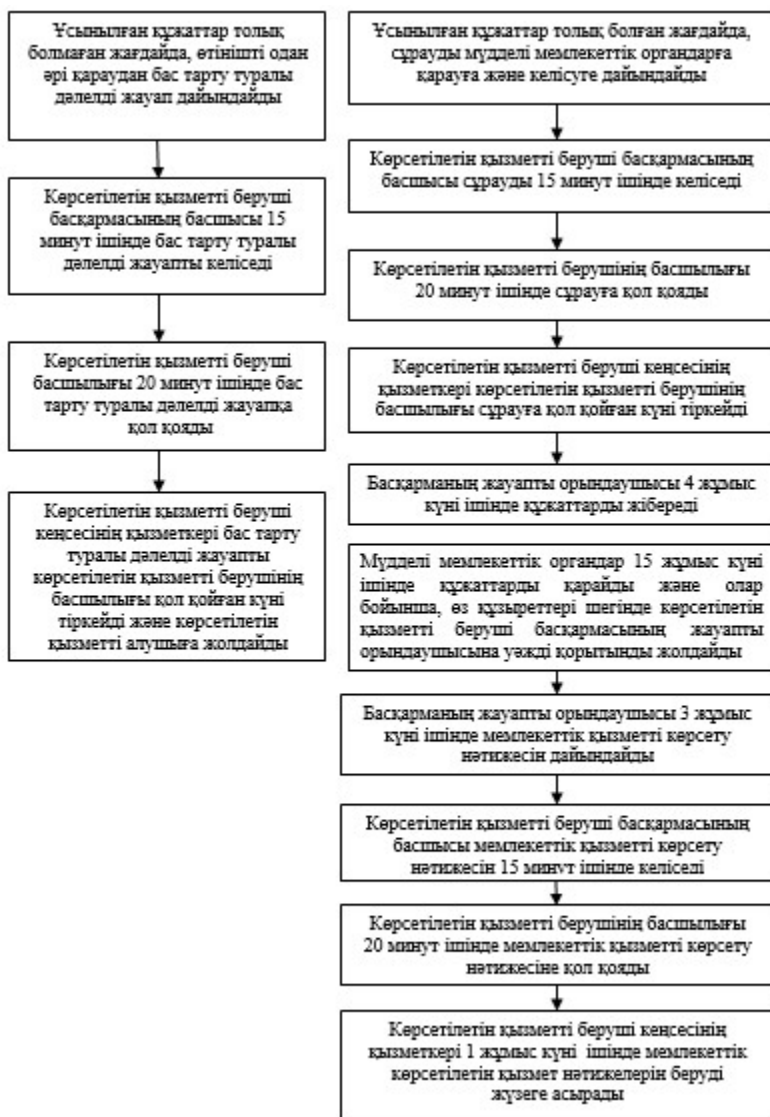 Ұсынылған құжаттар толық
болмаған жағдайда, өтінішті одан
әрі қараудан бас тарту туралы
дәлелді жауап дайындайды
Көрсетілетін қызметті беруші
басқармасының басшысы 15
минут ішінде бас тарту туралы
дәлелді жауапты келіседі
Көрсетілетін қызметті беруші
басшылығы 20 минут ішінде бас
тарту туралы дәлелді жауапқа
қол қояды
Көрсетілетін қызметті беруші
кеңсесінің қызметкері бас тарту
туралы дәлелді жауапты
көрсетілетін қызметті берушінің
басшылығы қол қойған күні
тіркейді және көрсетілетін
қызметті алушыға жолдайды
Ұсынылған құжаттар толық болған жағдайда,
сұрауды мүдделі мемлекеттік органдарға
қарауға және келісуге дайындайды
Көрсетілетін қызметті беруші басқармасының
басшысы сұрауды 15 минут ішінде келіседі
Көрсетілетін қызметті берушінің басшылығы
20 минут ішінде сұрауға қол қояды
Көрсетілетін қызметті беруші кеңсесінің
қызметкері көрсетілетін қызметті берушінің
басшылығы сұрауға қол қойған күні тіркейді
Басқарманың жауапты орындаушысы 4 жұмыс
күні ішінде құжаттарды жібереді
Мүдделі мемлекеттік органдар 15 жұмыс күні
ішінде құжаттарды қарайды және олар
бойынша, өз құзыреттері шегінде көрсетілетін
қызметті беруші басқармасының жауапты
орындаушысына уәжді қорытынды жолдайды
Басқарманың жауапты орындаушысы 3 жұмыс
күні ішінде мемлекеттік қызметті көрсету
нәтижесін дайындайды
Көрсетілетін қызметті беруші басқармасының
басшысы мемлекеттік қызметті көрсету
нәтижесін 15 минут ішінде келіседі
Көрсетілетін қызметті берушінің басшылығы
20 минут ішінде мемлекеттік қызметті көрсету
нәтижесіне қол қояды
Көрсетілетін қызметті беруші кеңсесінің
қызметкері 1 жұмыс күні ішінде мемлекеттік
көрсетілетін қызмет нәтижелерін беруді
жүзеге асырады